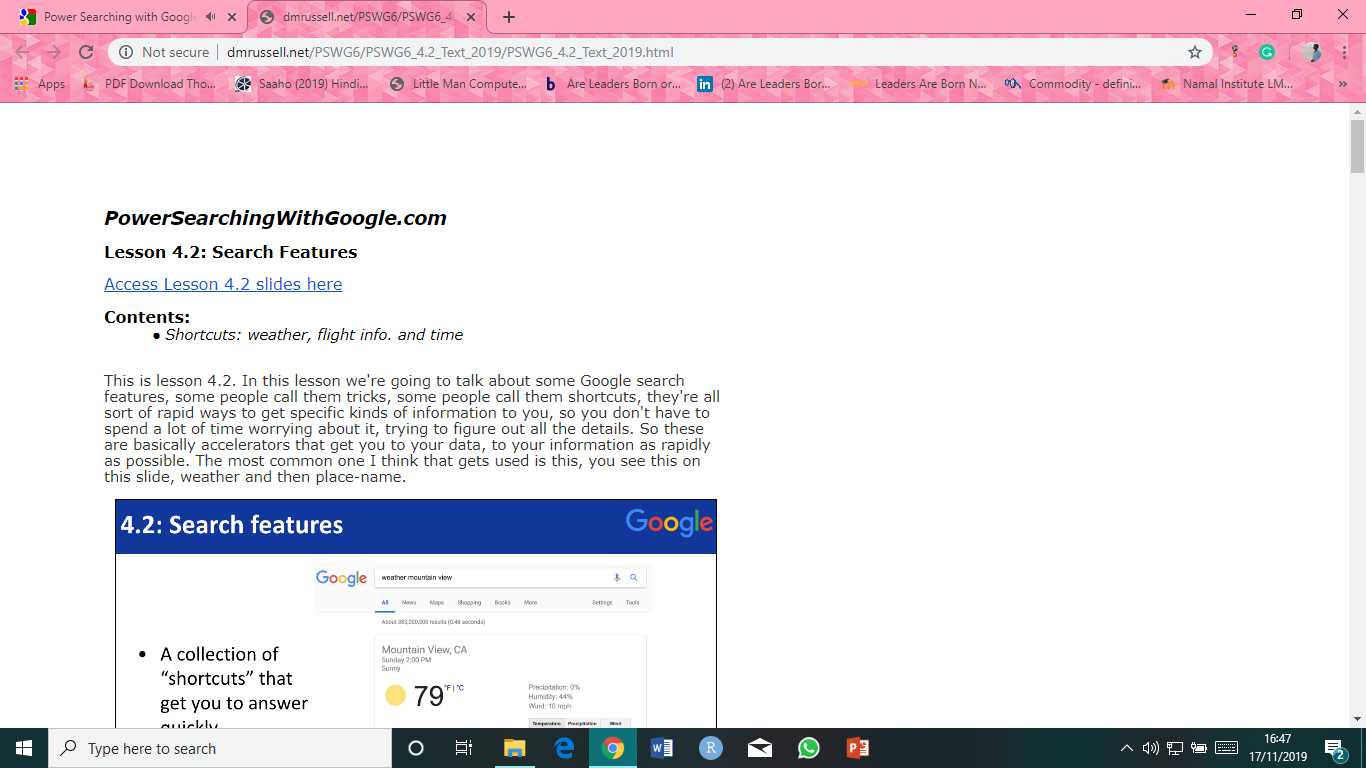 Power Searching with Googl
dmrussell.net/PSWG6/PSWG6_4
Not secure
dmrussell.net/PSWG6/PSWG6_4.2_Text_2019/PSWG6_4.2_Text_2019.html
Apps
PDF Download Tho...
Saaho (2019) Hindi...
Little Man Compute...
Are Leaders Born or...
(2) Are Leaders Bor...
Leaders Are Born N...
Commodity - defini...
Namal Institute LM...
»
PowerSearchingWithGoogle.com
Lesson 4.2: Search Features
Access Lesson 4.2 slides here
Contents:
• Shortcuts: weather, flight info. and time
This is lesson 4.2. In this lesson we're going to talk about some Google search
features, some people call them tricks, some people call them shortcuts, they're all
sort of rapid ways to get specific kinds of information to you, so you don't have to
spend a lot of time worrying about it, trying to figure out all the details. So these
are basically accelerators that get you to your data, to your information as rapidly
as possible. The most common one I think that gets used is this, you see this on
this slide, weather and then place-name.
4.2: Search features
Google
Google
weather mountain view
All News Maps Shopping Books More Settings Tools
About 383,000,000 results (0.46 seconds)
• A collection of
“shortcuts” that
get you to answer
quickly
Mountain View, CA
Sunday 2:00 PM
Sunny
79 °F | °C
Precipitation: 0%
Humidity: 44%
Wind: 10 mph
Temperature Precipitation Wind
Type here to search
16:47
17/11/2019
2